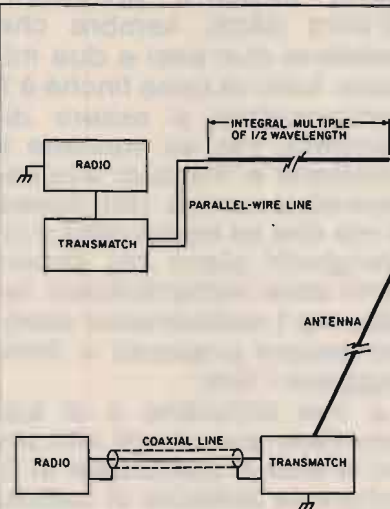 INTEGRAL MULTIPLE
OF 1/2 WAVELENGTH
RADIO
PARALLEL-WIRE LINE
TRANSMATCH
ANTENNA
COAXIAL LINE
RADIO
TRANSMATCH